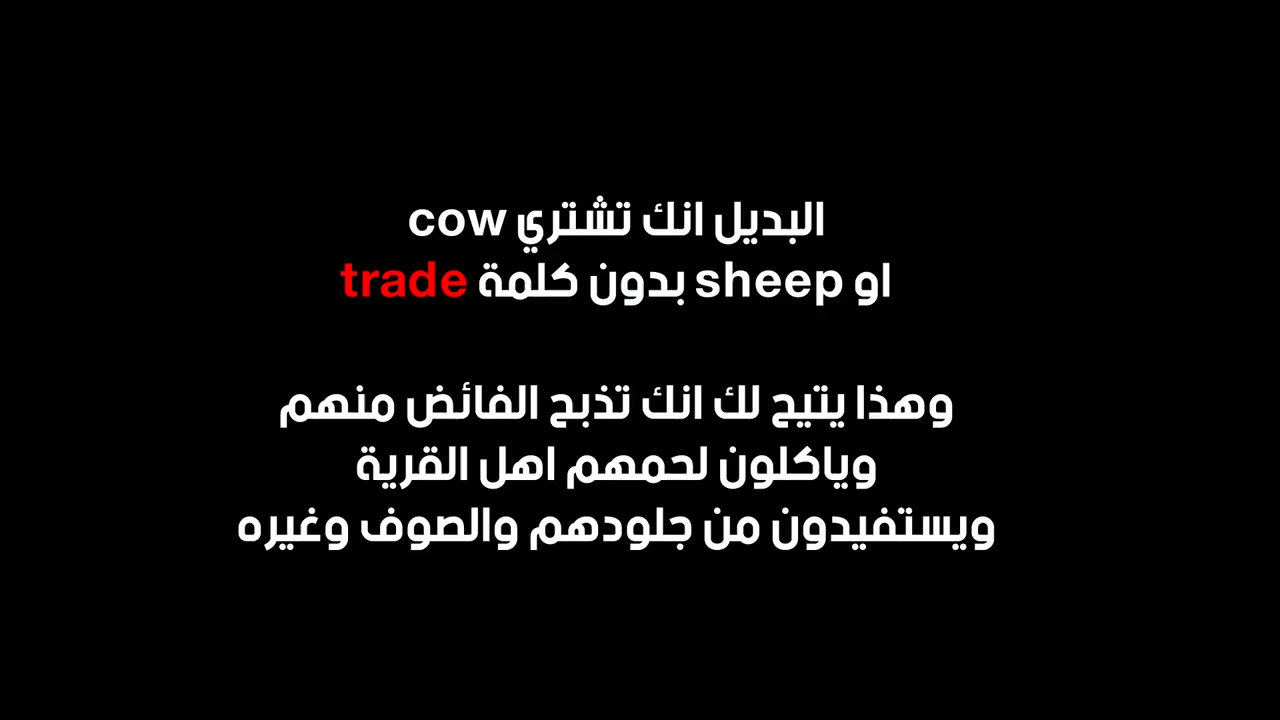 البديل انك تشتري cow
او sheep بدون كلمة trade
وهذا يتيح لك انك تذبح الفائض منهم
وياكلون لحمهم اهل القرية
ويستفيدون من جلودهم والصوف وغيره